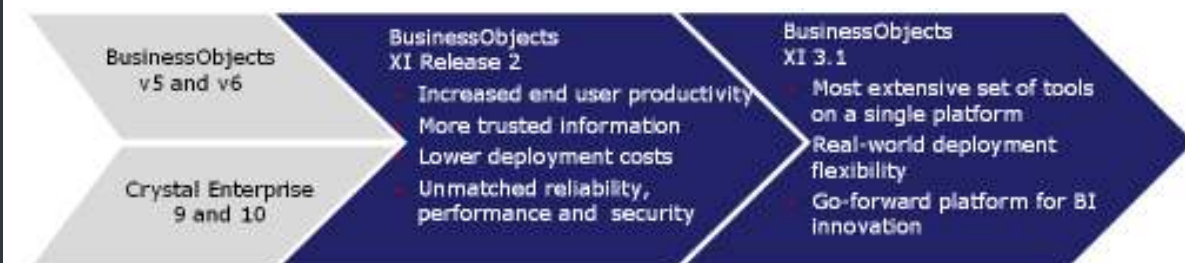 BusinessObjects
v5 and v6
Crystal Enterprise
9 and 10
BusinessObjects
XI Release 2
Increased end user productivity
More trusted information
Lower deployment costs
Unmatched reliability,
performance and security
BusinessObjects
XI 3.1
Most extensive set of tools
on a single platform
Real-world deployment
flexibility
Go-forward platform for BI
innovation